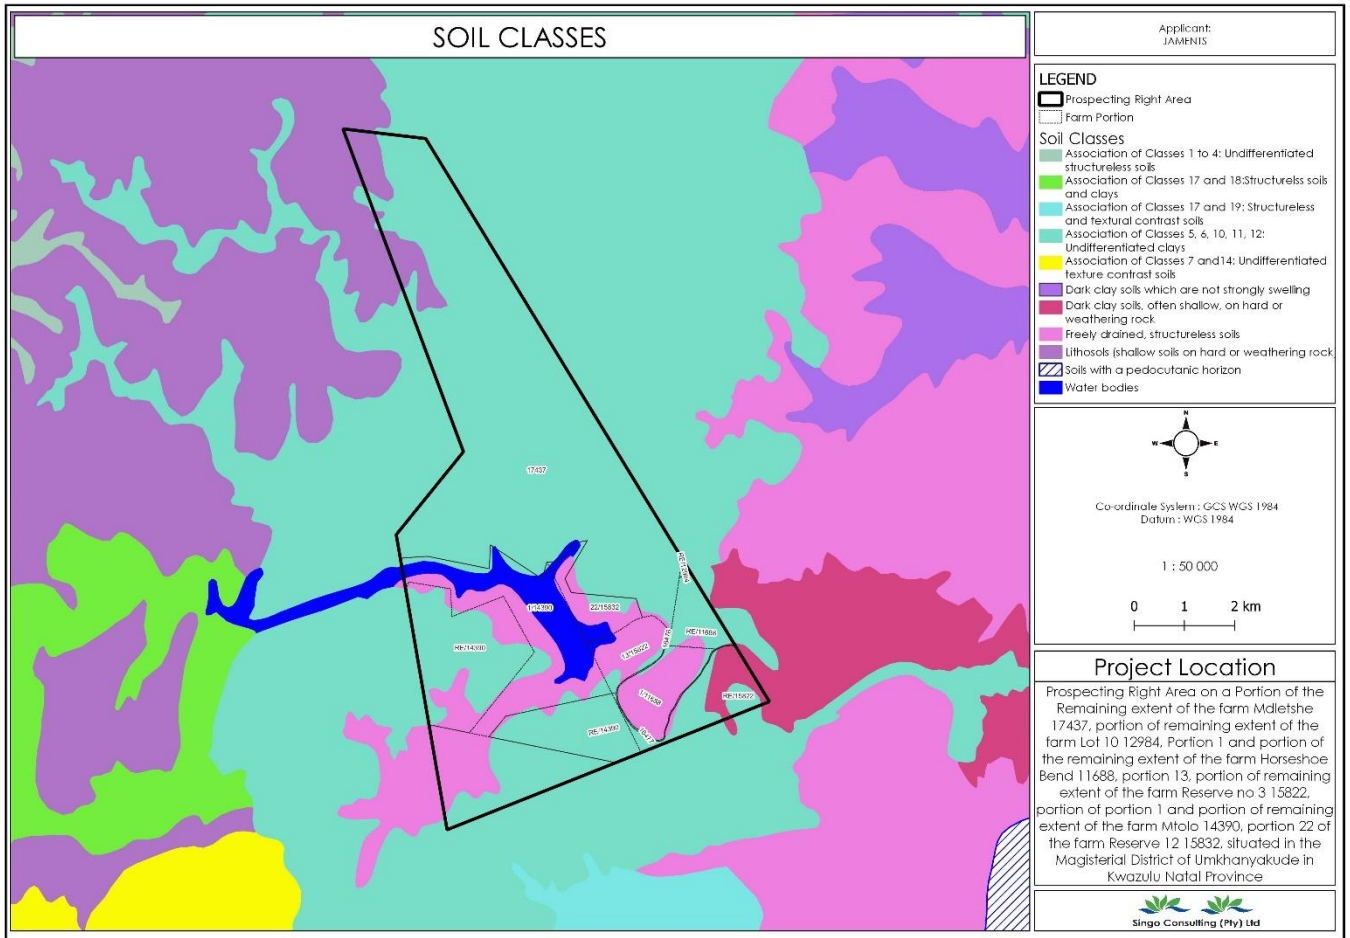 SOIL CLASSES
Applicant:
JAMENTS
LEGEND
Prospecting Right Area
Farm Portion
Soil Classes
Association of Classes 1 to 4: Undifferentiated
structureless soils
Association of Classes 17 and 18:Structurelss soils
and clays
Association of Classes 17 and 19: Structureless
and textural contrast soils
Association of Classes 5, 6, 10, 11, 12:
Undifferentiated clays
Association of Classes 7 and14: Undifferentiated
texture contrast soils
Dark clay soils which are not strongly swelling
Dark clay soils, often shallow, on hard or
weathering rock
Freely drained, structureless soils
Lithosols (shallow soils on hard or weathering rock
Soils with a pedocutanic horizon
Water bodies
N
W E
S
Co-ordinate System : GCS WGS 1984
Datum : WGS 1984
1 : 50 000
0 1 2 km
Project Location
Prospecting Right Area on a Portion of the
Remaining extent of the farm Mdletshe
17437, portion of remaining extent of the
farm Lot 10 12984, Portion 1 and portion of
the remaining extent of the farm Horseshoe
Bend 11688, portion 13, portion of remaining
extent of the farm Reserve no 3 15822,
portion of portion 1 and portion of remaining
extent of the farm Mtolo 14390, portion 22 of
the farm Reserve 12 15832, situated in the
Magisterial District of Umkhanyakude in
Kwazulu Natal Province
Singo Consulting (Pty) Ltd
17437
RE/12984
1/14390
22/15832
RE/11688
16476
13/15822
RE/14390
1/11688
RE/15822
RE/14390
16477